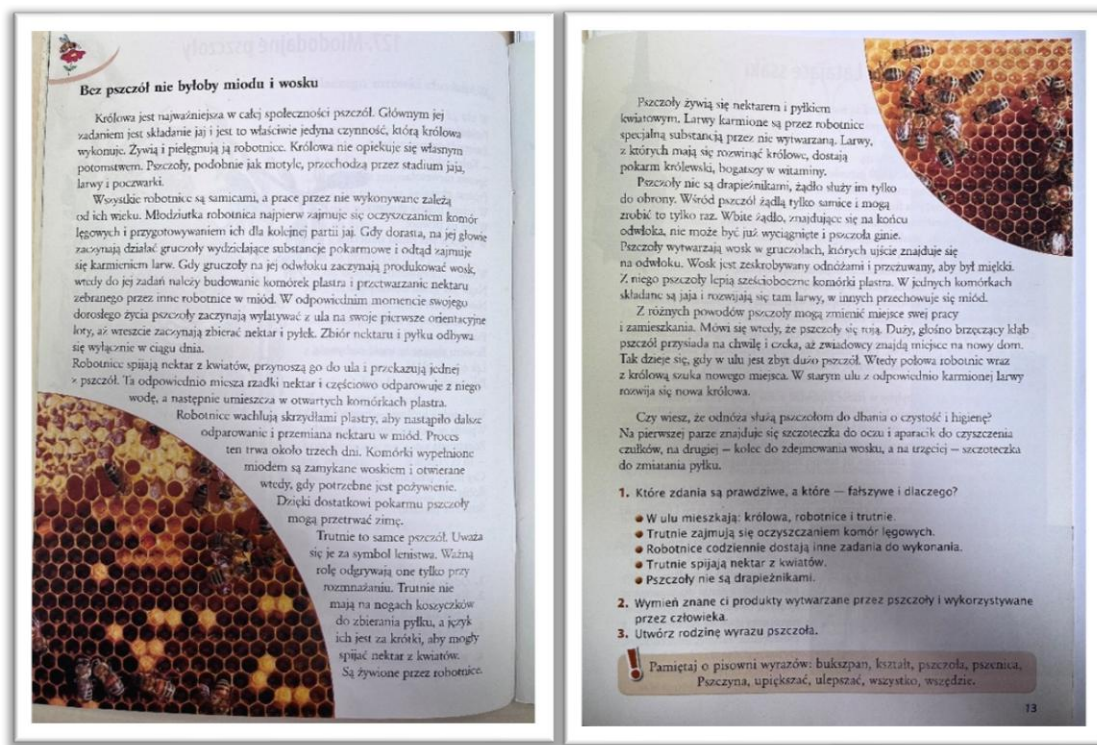 Bez pszczół nie byłoby miodu i wosku
Królowa jest najważniejsza w całej społeczności pszczół. Głównym jej
zadaniem jest składanie jaj i jest to właściwie jedyna czynność, którą królowa
wykonuje. Żywią i pielęgnują ją robotnice. Królowa nie opiekuje się własnym
potomstwem. Pszczoły, podobnie jak motyle, przechodzą przez stadium jaja,
larwy i poczwarki.
Wszystkie robotnice są samicami, a prace przez nie wykonywane zależą
od ich wieku. Młodziutka robotnica najpierw zajmuje się oczyszczaniem komór
lęgowych i przygotowywaniem ich dla kolejnej partii jaj. Gdy dorasta, na jej głowie
zaczynają działać gruczoły wydzielające substancje pokarmowe i odtąd zajmuje
się karmieniem larw. Gdy gruczoły na jej odwłoku zaczynają produkować wosk,
wtedy do jej zadań należy budowanie komórek plastra i przetwarzanie nektaru
zebranego przez inne robotnice w miód. W odpowiednim momencie swojego
dorosłego życia pszczoły zaczynają wylatywać z ula na swoje pierwsze orientacyjne
loty, aż wreszcie zaczynają zbierać nektar i pyłek. Zbiór nektaru i pyłku odbywa
się wyłącznie w ciągu dnia.
Robotnice spijają nektar z kwiatów, przynoszą go do ula i przekazują jednej
z pszczół. Ta odpowiednio miesza rzadki nektar i częściowo odparowuje z niego
wodę, a następnie umieszcza w otwartych komórkach plastra.
Robotnice wachlują skrzydłami plastry, aby nastąpiło dalsze
odparowanie i przemiana nektaru w miód. Proces
ten trwa około trzech dni. Komórki wypełnione
miodem są zamykane woskiem i otwierane
wtedy, gdy potrzebne jest pożywienie.
Dzięki dostatkowi pokarmu pszczoły
mogą przetrwać zimę.
Trutnie to samce pszczół. Uważa
się je za symbol lenistwa. Ważną
rolę odgrywają one tylko przy
rozmnażaniu. Trutnie nie
mają na nogach koszyczków
do zbierania pyłku, a język
ich jest za krótki, aby mogły
spijać nektar z kwiatów.
Są żywione przez robotnice.
Pszczoły żywią się nektarem i pyłkiem
kwiatowym. Larwy karmione są przez robotnice
specjalną substancją przez nie wytwarzaną. Larwy,
z których mają się rozwinąć królowe, dostają
pokarm królewski, bogatszy w witaminy.
Pszczoły nie są drapieżnikami, żądło służy im tylko
do obrony. Wśród pszczół żądlą tylko samice i mogą
zrobić to tylko raz. Wbite żądło, znajdujące się na końcu
odwłoka, nie może być już wyciągnięte i pszczoła ginie.
Pszczoły wytwarzają wosk w gruczołach, których ujście znajduje się
na odwłoku. Wosk jest zeskrobywany odnóżami i przeżuwany, aby był miękki.
Z niego pszczoły lepią sześcioboczne komórki plastra. W jednych komórkach
składane są jaja i rozwijają się tam larwy, w innych przechowuje się miód.
Z różnych powodów pszczoły mogą zmienić miejsce swej pracy
i zamieszkania. Mówi się wtedy, że pszczoły się roją. Duży, głośno brzęczący kłąb
pszczół przysiada na chwilę i czeka, aż zwiadowcy znajdą miejsce na nowy dom.
Tak dzieje się, gdy w ulu jest zbyt dużo pszczół. Wtedy połowa robotnic wraz
z królową szuka nowego miejsca. W starym ulu z odpowiednio karmionej larwy
rozwija się nowa królowa.
Czy wiesz, że odnóża służą pszczołom do dbania o czystość i higienę?
Na pierwszej parze znajduje się szczoteczka do oczu i aparacik do czyszczenia
czułków, na drugiej – kolec do zdejmowania wosku, a na trzeciej – szczoteczka
do zmiatania pyłku.
1. Które zdania są prawdziwe, a które — fałszywe i dlaczego?
● W ulu mieszkają: królowa, robotnice i trutnie.
● Trutnie zajmują się oczyszczaniem komór lęgowych.
● Robotnice codziennie dostają inne zadania do wykonania.
● Trutnie spijają nektar z kwiatów.
● Pszczoły nie są drapieżnikami.
2. Wymień znane ci produkty wytwarzane przez pszczoły i wykorzystywane
przez człowieka.
3. Utwórz rodzinę wyrazu pszczoła.
! Pamiętaj o pisowni wyrazów: bukszpan, kształt, pszczoła, pszenica,
Pszczyna, upiększać, ulepszać, wszystko, wszędzie.
13